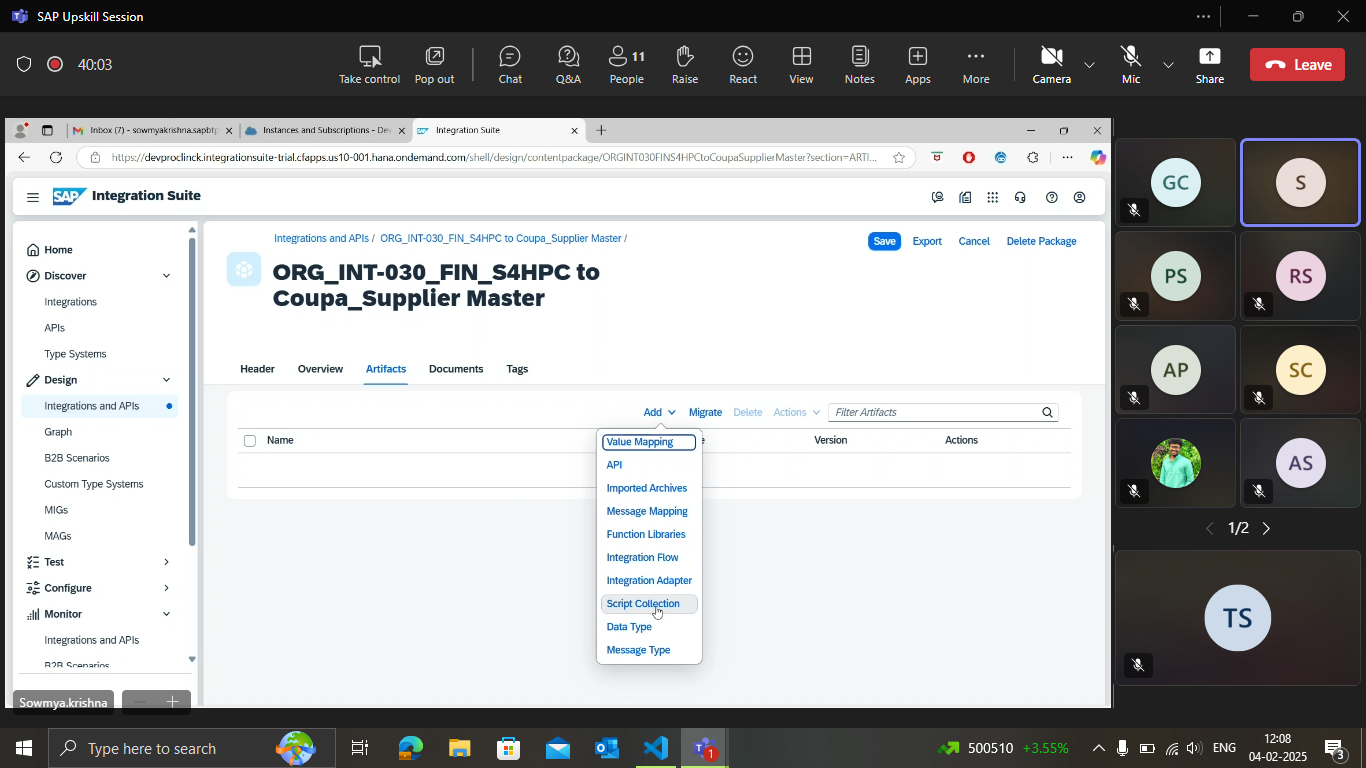 SAP Upskill Session
40:03
Take control
Pop out
Chat
Q&A
11
People
Raise
React
View
Notes
Apps
More
Camera
Mic
Share
Leave
Inbox (7) - sowmyakrishna.sapbtp
Instances and Subscriptions - De
Integration Suite
https://devproclinck.integrationsuite-trial.cfapps.us10-001.hana.ondemand.com/shell/design/contentpackage/ORGINT030FINS4HPCtoCoupaSupplierMaster?section=ARTI...
SAP Integration Suite
Home
Discover
Integrations
APIs
Type Systems
Design
Integrations and APIs
Graph
B2B Scenarios
Custom Type Systems
MIGs
MAGs
Test
Configure
Monitor
Integrations and APIs
B2B Scenarios
Sowmya.krishna
Integrations and APIs / ORG_INT-030_FIN_S4HPC to Coupa_Supplier Master /
Save
Export
Cancel
Delete Package
ORG_INT-030_FIN_S4HPC to
Coupa_Supplier Master
Header
Overview
Artifacts
Documents
Tags
Add
Migrate
Delete
Actions
Filter Artifacts
Name
Version
Actions
Value Mapping
API
Imported Archives
Message Mapping
Function Libraries
Integration Flow
Integration Adapter
Script Collection
Data Type
Message Type
GC
S
PS
RS
AP
SC
AS
1/2
TS
Type here to search
1
500510 +3.55%
ENG
12:08
04-02-2025
3